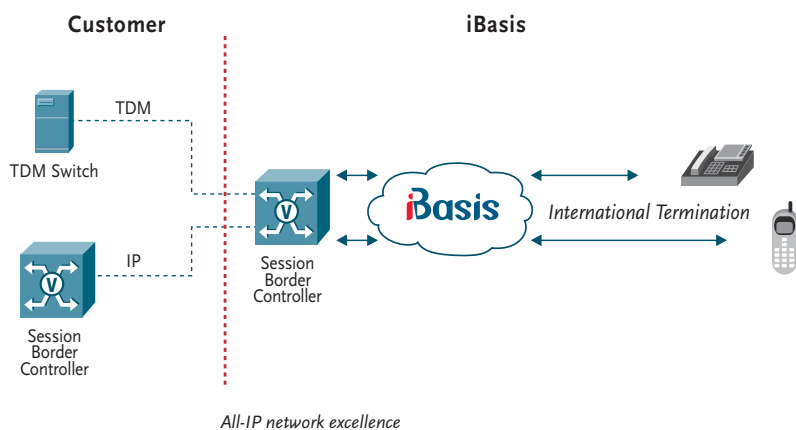 Customer
iBasis
TDM
TDM Switch
iBasis
V
International Termination
IP
V
Session
Border
Controller
Session
Border
Controller
All-IP network excellence